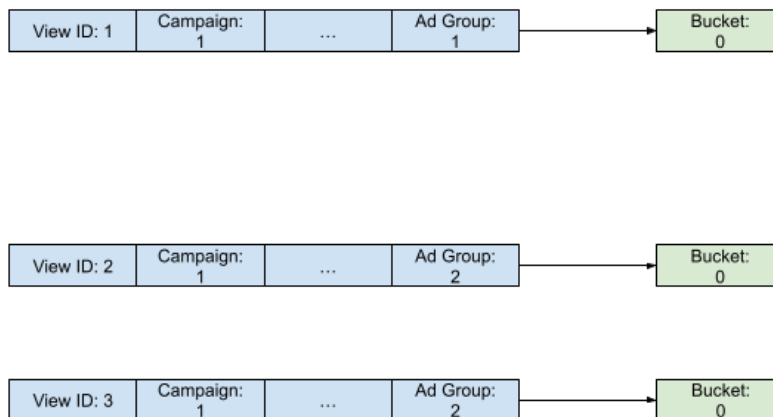 View ID: 1
Campaign:
1
...
Ad Group:
1
Bucket:
0
View ID: 2
Campaign:
1
...
Ad Group:
2
Bucket:
0
View ID: 3
Campaign:
1
...
Ad Group:
2
Bucket:
0